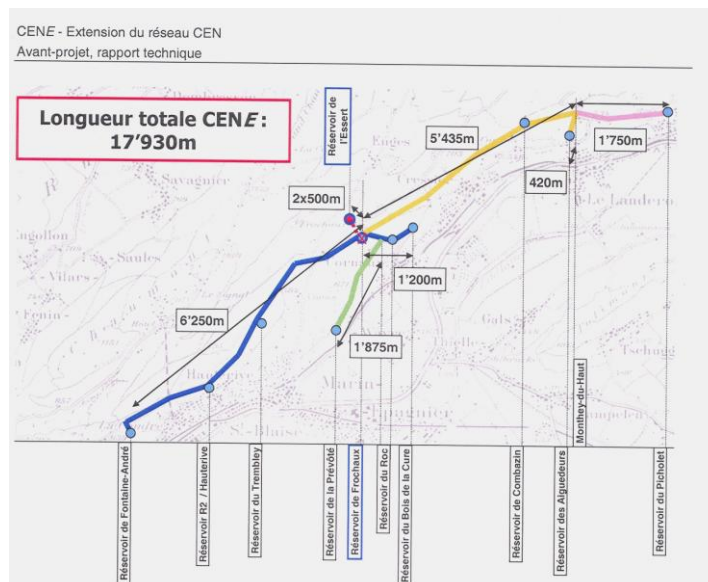 CENE - Extension du réseau CEN
Avant-projet, rapport technique
Longueur totale CENE :
17’930m
Réservoir de
l’Essert
5’435m
1’750m
420m
2x500m
1’200m
6’250m
1’875m
Enges
Savagnier
Le Landeron
Saules
Vilars
Fenin
Corn
Gals
Thielles
Tschugg
Marin
Epagnier
St-Blaise
Hauterive
Monthey-du-Haut
Réservoir de Fontaine-André
Réservoir R2 / Hauterive
Réservoir du Trembley
Réservoir de la Prévôté
Réservoir de Frochaux
Réservoir du Roc
Réservoir du Bois de la Cure
Réservoir de Combazin
Réservoir des Aiguedeurs
Réservoir du Picholet